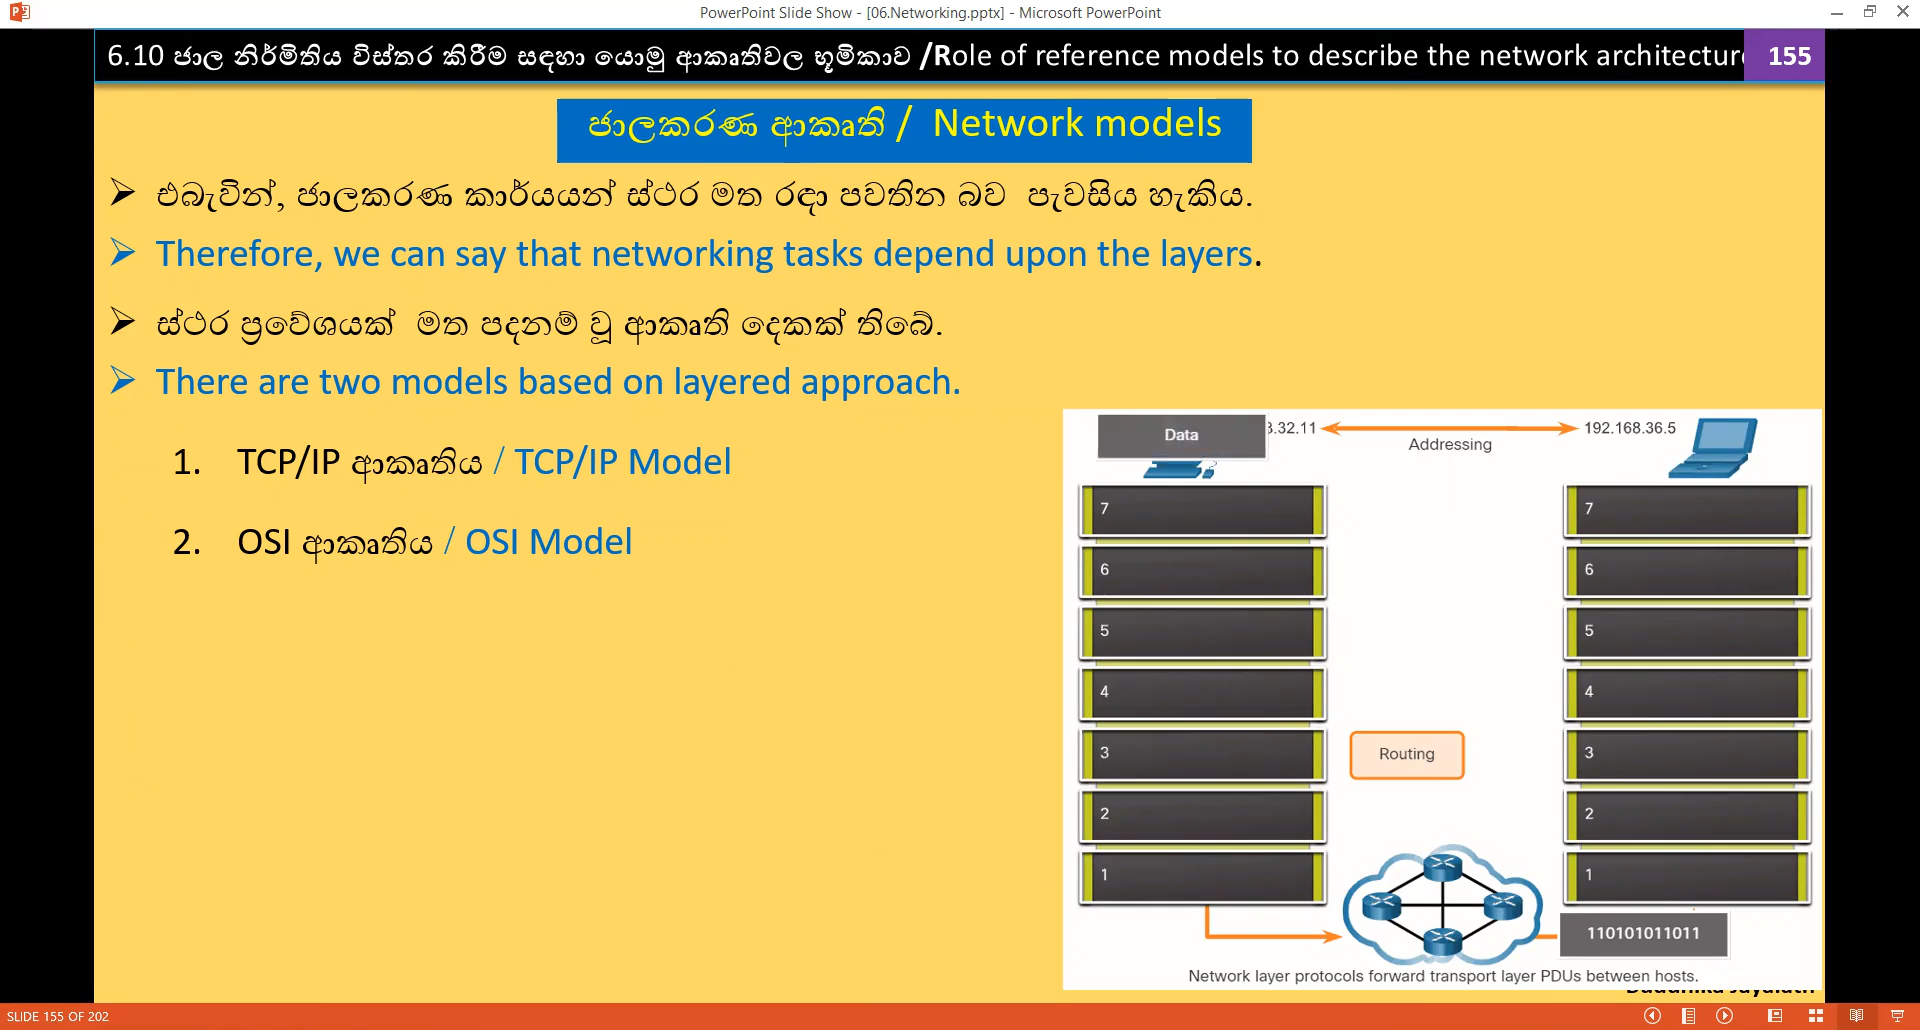 PowerPoint Slide Show - [06.Networking.pptx] - Microsoft PowerPoint
6.10 ජාල නිර්මිතිය විස්තර කිරීම සඳහා යොමු ආකෘතිවල භූමිකාව /Role of reference models to describe the network architectur
155
ජාලකරණ ආකෘති / Network models
එබැවින්, ජාලකරණ කාර්යයන් ස්ථර මත රඳා පවතින බව පැවසිය හැකිය.
Therefore, we can say that networking tasks depend upon the layers.
ස්ථර ප්‍රවේශයක් මත පදනම් වූ ආකෘති දෙකක් තිබේ.
There are two models based on layered approach.
1. TCP/IP ආකෘතිය / TCP/IP Model
2. OSI ආකෘතිය / OSI Model
Data
3.32.11
Addressing
192.168.36.5
7
7
6
6
5
5
4
4
3
Routing
3
2
2
1
1
110101011011
Network layer protocols forward transport layer PDUs between hosts.
SLIDE 155 OF 202